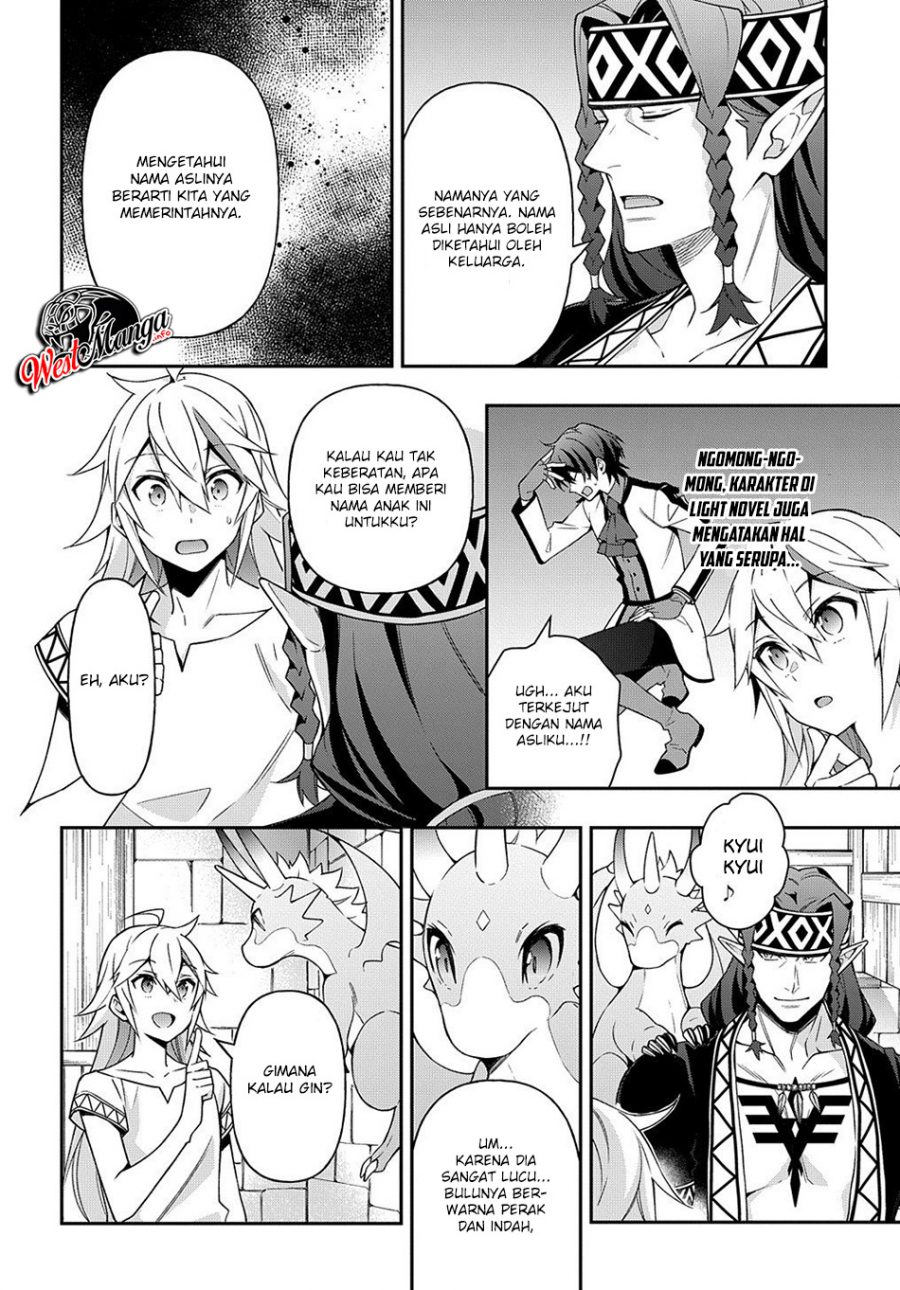 NAMANYA YANG
SEBENARNYA. NAMA
ASLI HANYA BOLEH
DIKETAHUI OLEH
KELUARGA.
MENGETAHUI
NAMA ASLINYA
BERARTI KITA YANG
MEMERINTAHNYA.
WestManga
.info
NGOMONG-NGO-
MONG, KARAKTER DI
LIGHT NOVEL JUGA
MENGATAKAN HAL
YANG SERUPA...
UGH... AKU
TERKEJUT
DENGAN NAMA
ASLIKU...!!
KALAU KAU TAK
KEBERATAN, APA
KAU BISA MEMBERI
NAMA ANAK INI
UNTUKKU?
EH, AKU?
KYUI
KYUI
♪
UM...
KARENA DIA
SANGAT LUCU...
BULUNYA BER-
WARNA PERAK
DAN INDAH,
GIMANA
KALAU GIN?